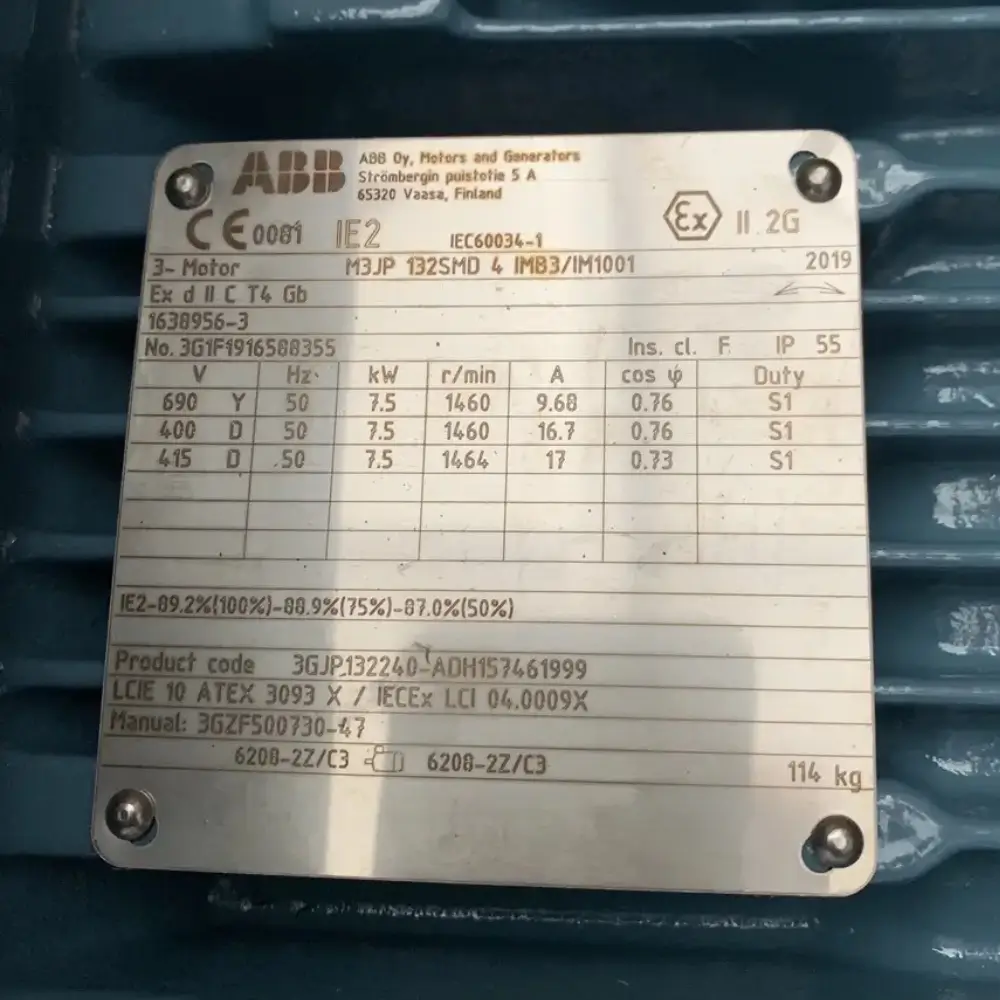 ABB
ABB Oy, Motors and Generators
Strömbergin puistotie 5 A
65320 Vaasa, Finland
CE 0081 IE2 IEC60034-1 Ex II 2G
3~ Motor M3JP 132SMD 4 IMB3/IM1001 2019
Ex d II C T4 Gb
1638956-3
No. 3G1F1916588355 Ins. cl. F IP 55
V Hz kW r/min A cos φ Duty
690 Y 50 7.5 1460 9.68 0.76 S1
400 D 50 7.5 1460 16.7 0.76 S1
415 D 50 7.5 1464 17 0.73 S1
IE2-89.2%(100%)-88.9%(75%)-87.0%(50%)
Product code 3GJP132240-ADH157461999
LCIE 10 ATEX 3093 X / IECEx LCI 04.0009X
Manual: 3GZF500730-47
6208-2Z/C3 6208-2Z/C3 114 kg